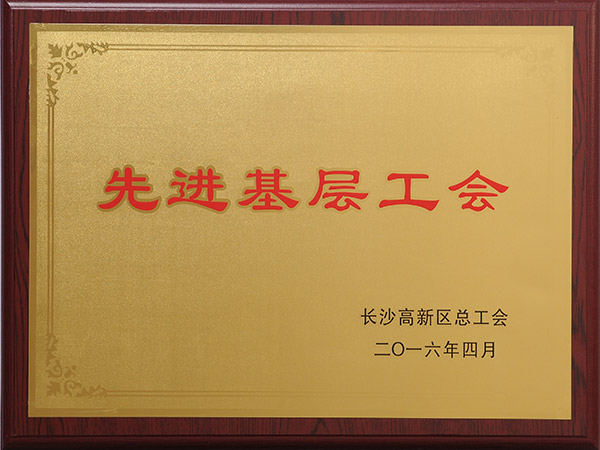 先进基层工会
长沙高新区总工会
二〇一六年四月